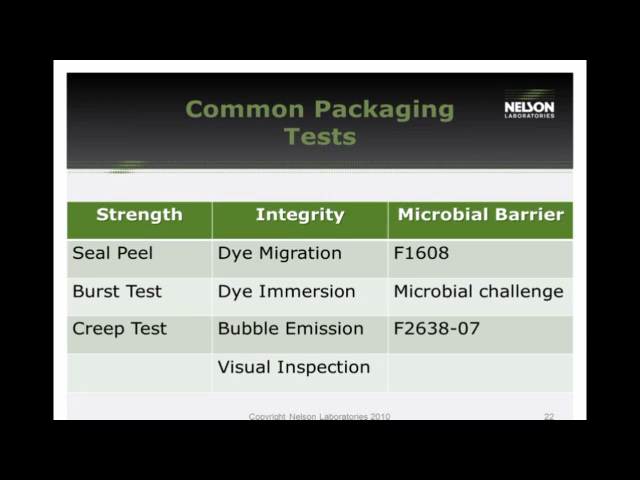 Common Packaging
Tests
NELSON
LABORATORIES
Strength Integrity Microbial Barrier
Seal Peel Dye Migration F1608
Burst Test Dye Immersion Microbial challenge
Creep Test Bubble Emission F2638-07
Visual Inspection
Copyright Nelson Laboratories 2010 22